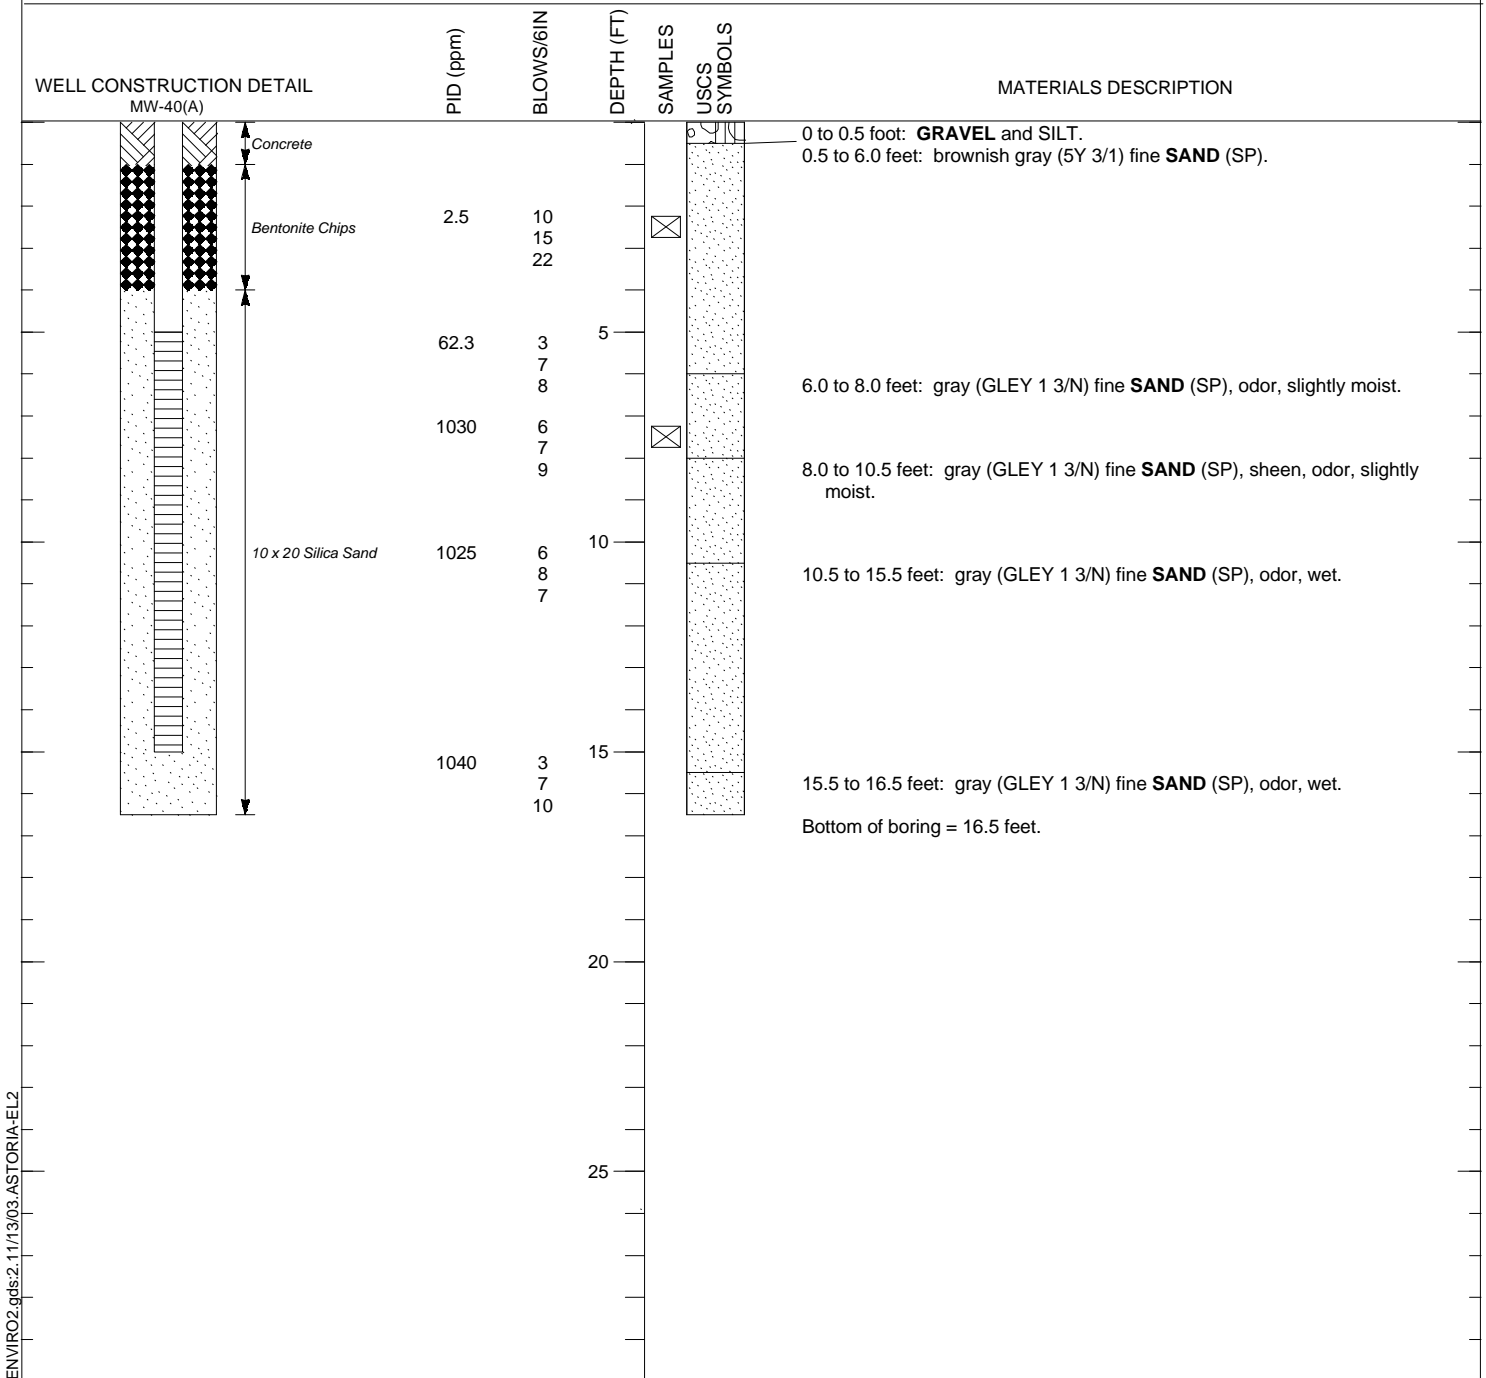 WELL CONSTRUCTION DETAIL
MW-40(A)
PID (ppm)
BLOWS/6IN
DEPTH (FT)
SAMPLES
USCS
SYMBOLS
MATERIALS DESCRIPTION
Concrete
0 to 0.5 foot: GRAVEL and SILT.
0.5 to 6.0 feet: brownish gray (5Y 3/1) fine SAND (SP).
Bentonite Chips
2.5 10
15
22
5
62.3 3
7
8
6.0 to 8.0 feet: gray (GLEY 1 3/N) fine SAND (SP), odor, slightly moist.
1030 6
7
9
8.0 to 10.5 feet: gray (GLEY 1 3/N) fine SAND (SP), sheen, odor, slightly
moist.
10 x 20 Silica Sand
10
1025 6
8
7
10.5 to 15.5 feet: gray (GLEY 1 3/N) fine SAND (SP), odor, wet.
15
1040 3
7
10
15.5 to 16.5 feet: gray (GLEY 1 3/N) fine SAND (SP), odor, wet.
Bottom of boring = 16.5 feet.
20
25
ENVIRO2.gds:2.11/13/03.ASTORIA-EL2